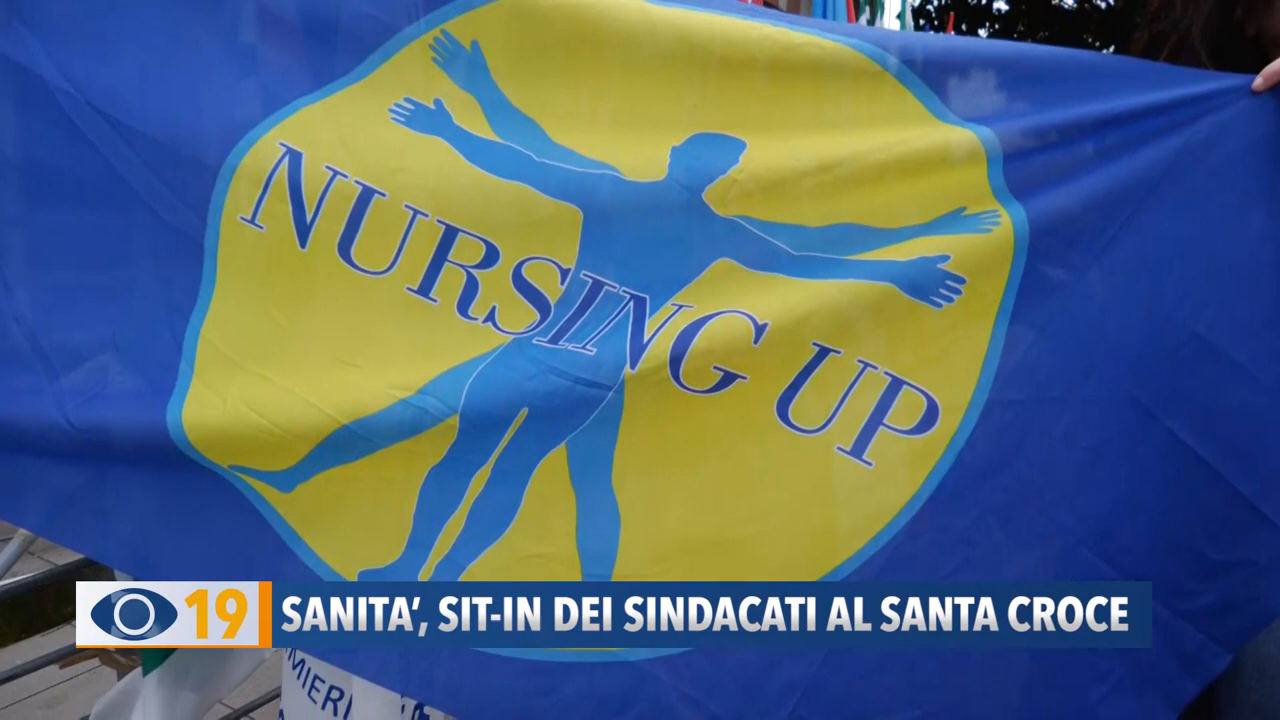 NURSING UP
19 SANITA', SIT-IN DEI SINDACATI AL SANTA CROCE